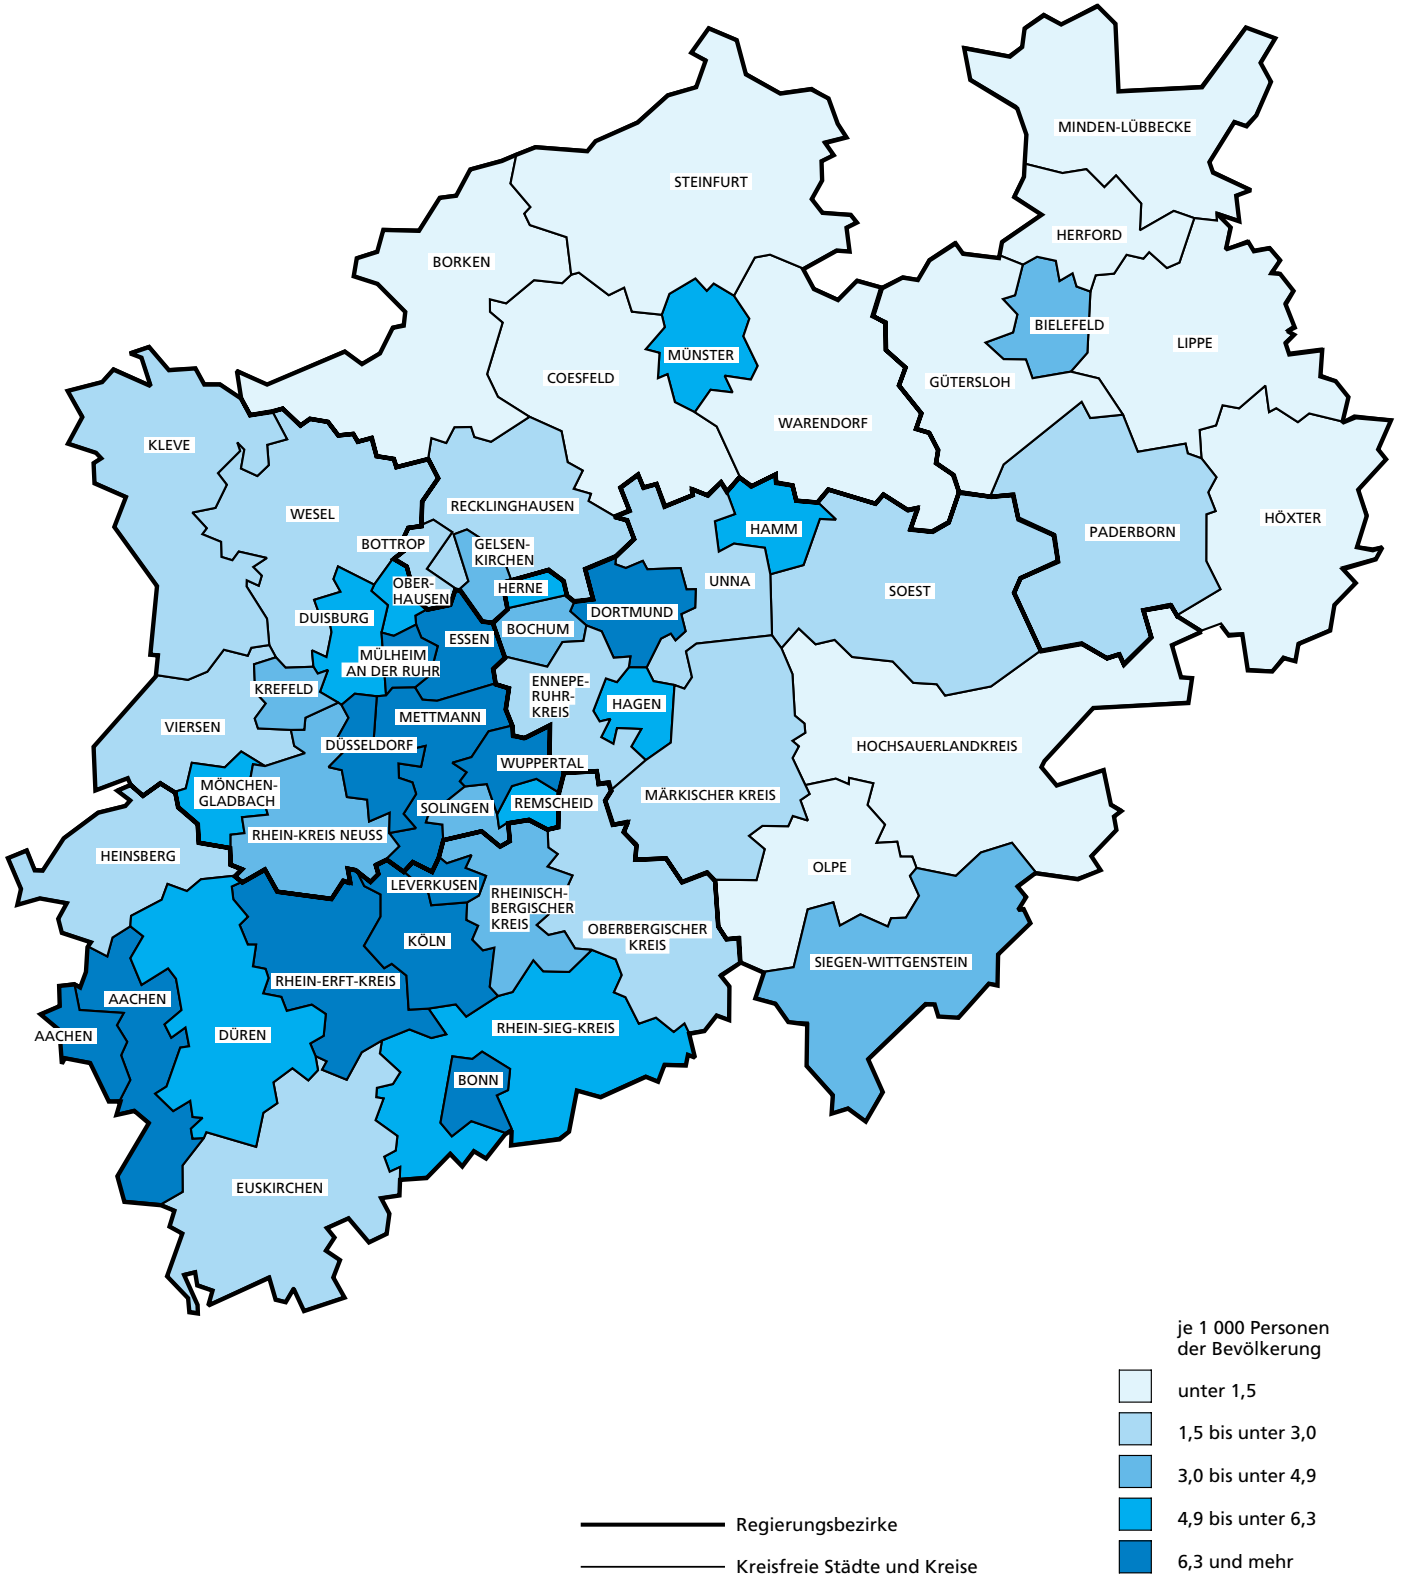 MINDEN-LÜBBECKE
STEINFURT
HERFORD
BORKEN
BIELEFELD
LIPPE
MÜNSTER
COESFELD
GÜTERSLOH
WARENDORF
KLEVE
RECKLINGHAUSEN
WESEL
HÖXTER
HAMM
PADERBORN
BOTTROP
GELSEN-
KIRCHEN
UNNA
OBER-
HAUSEN
HERNE
SOEST
DORTMUND
DUISBURG
BOCHUM
ESSEN
MÜLHEIM
AN DER RUHR
ENNEPE-
RUHR-
KREIS
KREFELD
HAGEN
METTMANN
VIERSEN
DÜSSELDORF
HOCHSAUERLANDKREIS
WUPPERTAL
MÖNCHEN-
GLADBACH
MÄRKISCHER KREIS
REMSCHEID
SOLINGEN
RHEIN-KREIS NEUSS
HEINSBERG
OLPE
LEVERKUSEN
RHEINISCH-
BERGISCHER
KREIS
OBERBERGISCHER
KREIS
KÖLN
SIEGEN-WITTGENSTEIN
RHEIN-ERFT-KREIS
AACHEN
RHEIN-SIEG-KREIS
AACHEN
DÜREN
BONN
EUSKIRCHEN
je 1 000 Personen
der Bevölkerung
unter 1,5
1,5 bis unter 3,0
3,0 bis unter 4,9
4,9 bis unter 6,3
6,3 und mehr
Regierungsbezirke
Kreisfreie Städte und Kreise